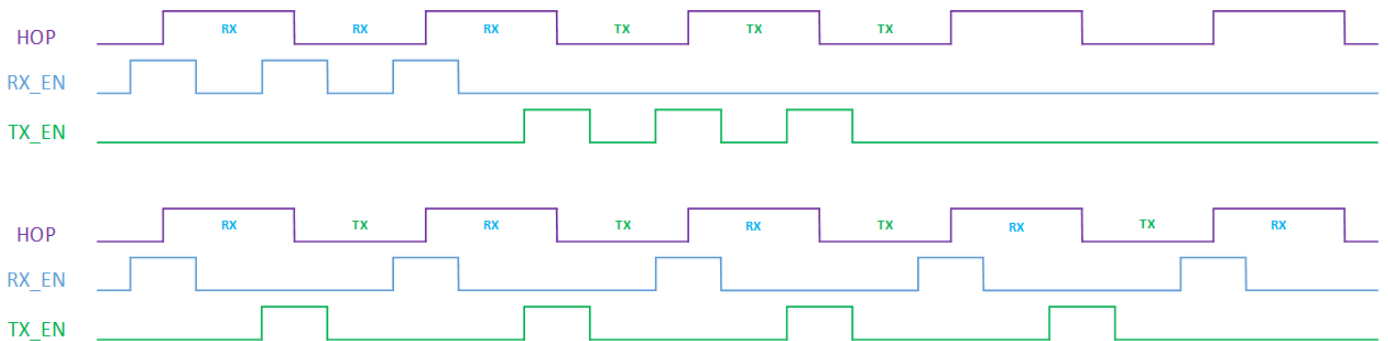 HOP RX RX RX TX TX TX
RX_EN
TX_EN
HOP RX TX RX TX RX TX RX TX RX
RX_EN
TX_EN